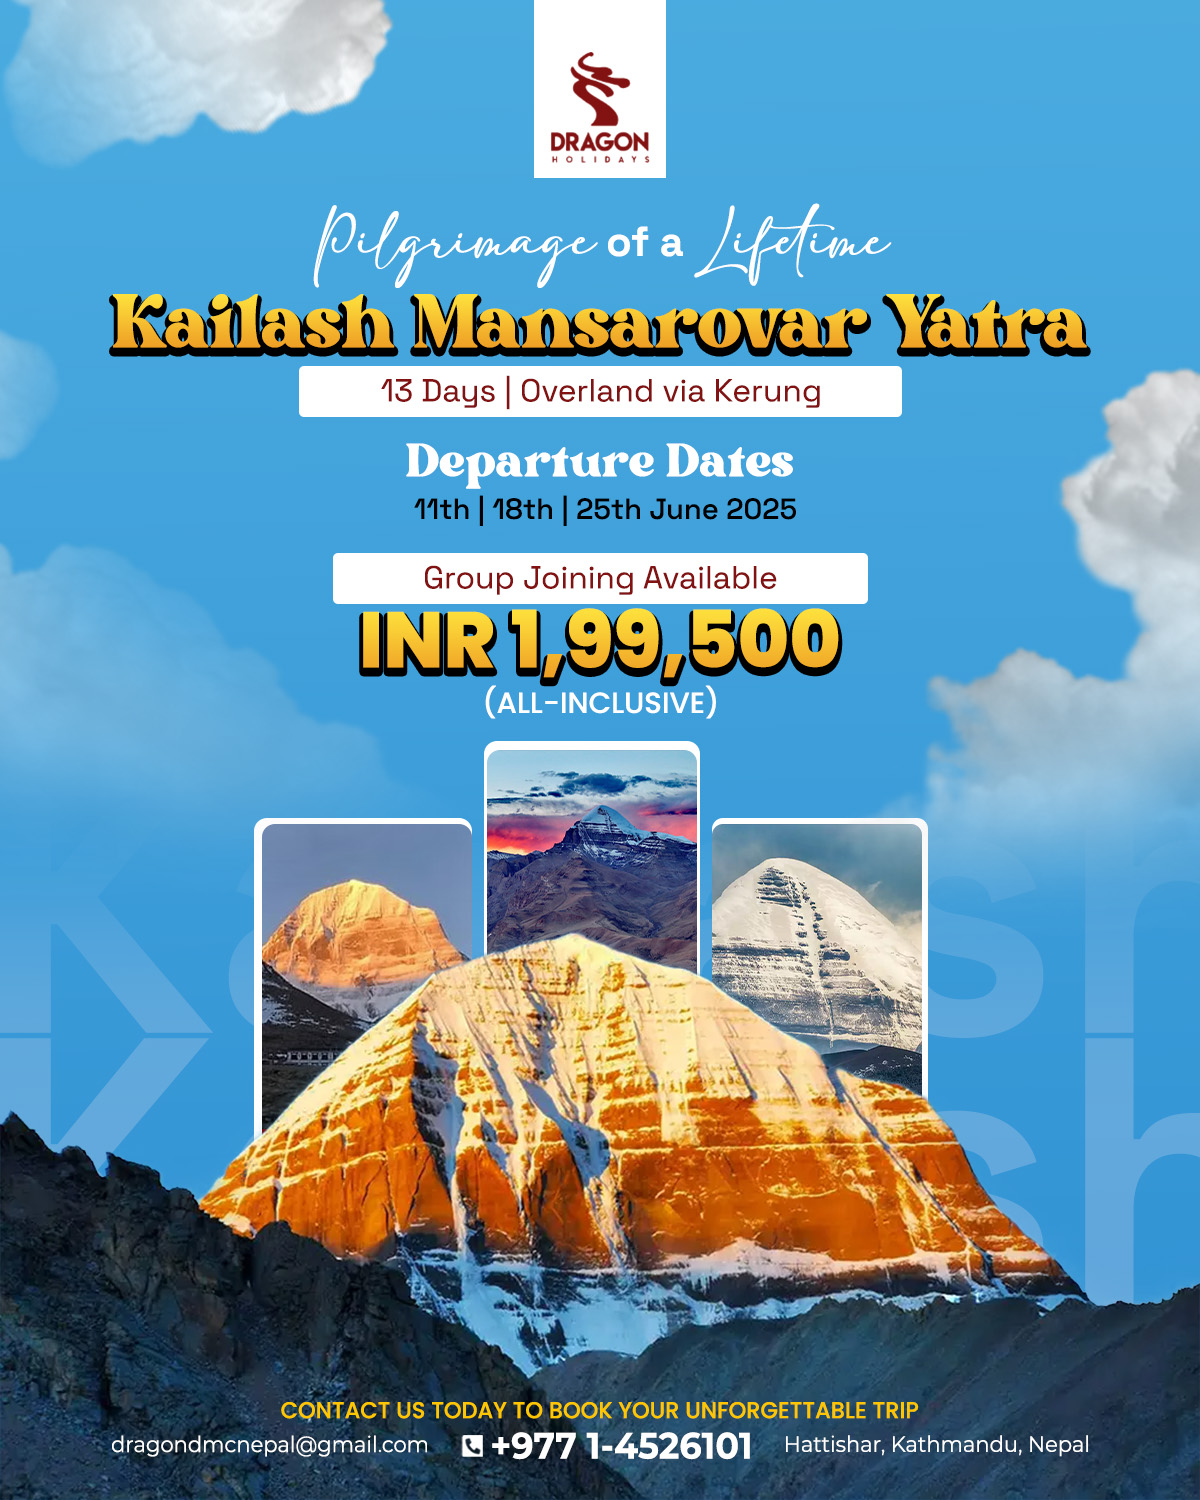 DRAGON
HOLIDAYS
Pilgrimage of a Lifetime
Kailash Mansarovar Yatra
13 Days | Overland via Kerung
Departure Dates
11th | 18th | 25th June 2025
Group Joining Available
INR 1,99,500
(ALL-INCLUSIVE)
CONTACT US TODAY TO BOOK YOUR UNFORGETTABLE TRIP
dragondmcnepal@gmail.com +977 1-4526101 Hattishar, Kathmandu, Nepal